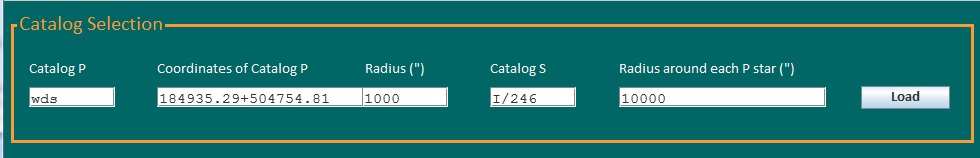 Catalog Selection
Catalog P Coordinates of Catalog P Radius (") Catalog S Radius around each P star (")
wds 184935.29+504754.81 1000 I/246 10000 Load